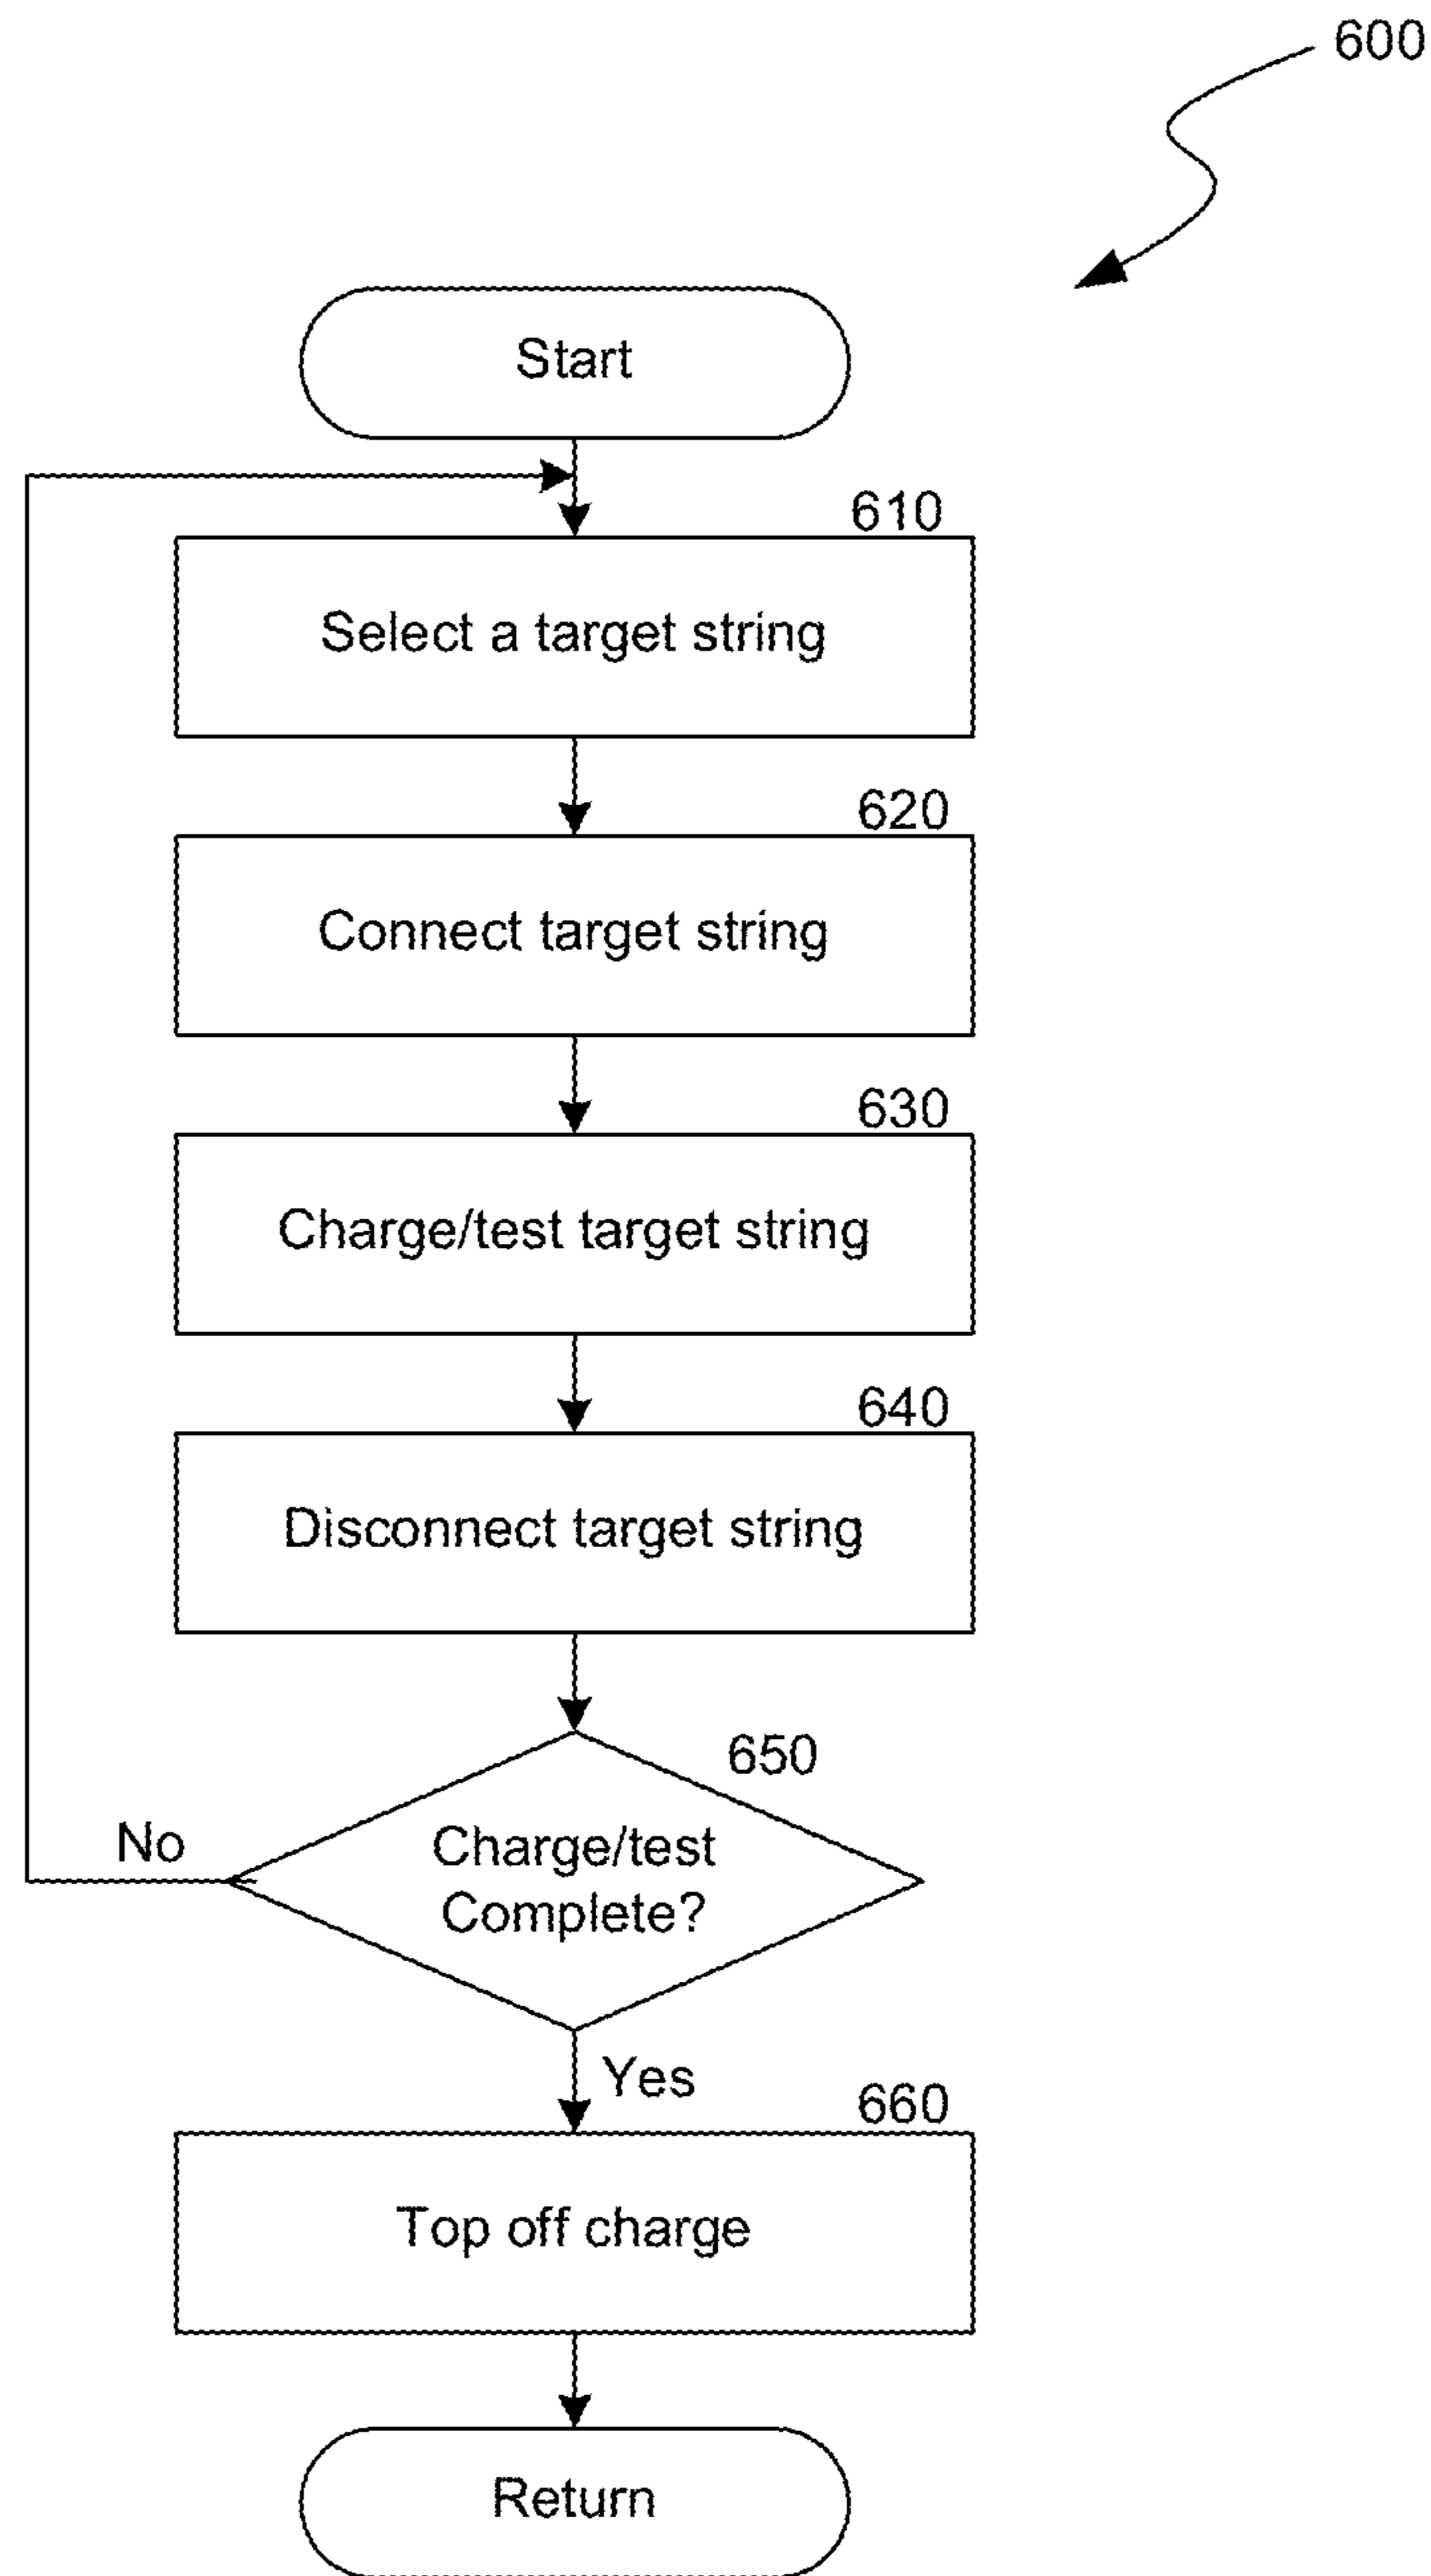 600
Start
610
Select a target string
620
Connect target string
630
Charge/test target string
640
Disconnect target string
650
Charge/test
Complete?
No
Yes
660
Top off charge
Return